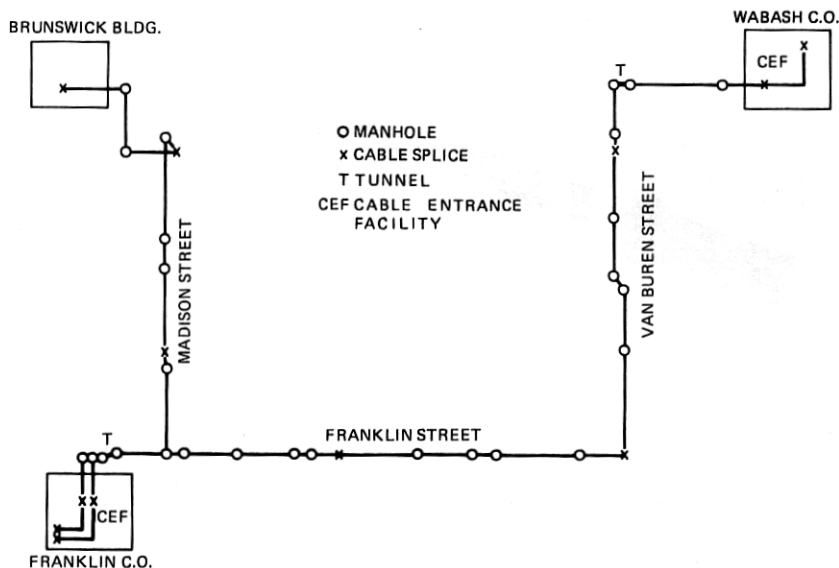 WABASH C.O.
BRUNSWICK BLDG.
CEF
T
O MANHOLE
x CABLE SPLICE
T TUNNEL
CEF CABLE ENTRANCE
FACILITY
MADISON STREET
VAN BUREN STREET
FRANKLIN STREET
T
CEF
FRANKLIN C.O.